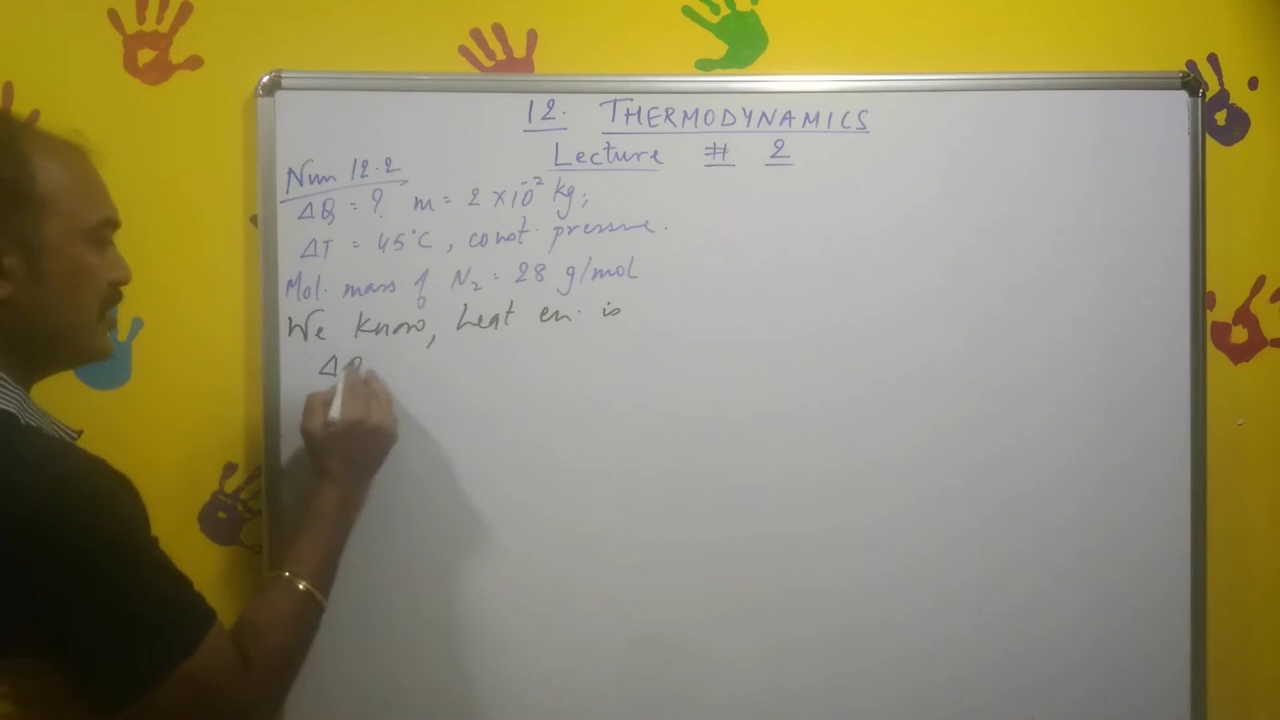 12. THERMODYNAMICS
Lecture # 2
Num 12.2
ΔQ = ? m = 2 × 10⁻² kg;
ΔT = 45°C, const. pressure.
Mol. mass of N₂ = 28 g/mol
We know, heat en. is
ΔQ